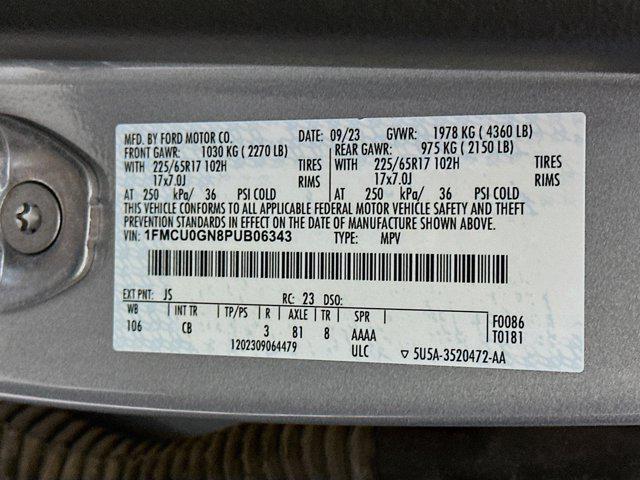 MFD. BY FORD MOTOR CO. DATE: 09/23 GVWR: 1978 KG ( 4360 LB)
FRONT GAWR: 1030 KG ( 2270 LB) REAR GAWR: 975 KG ( 2150 LB)
WITH 225/65R17 102H TIRES WITH 225/65R17 102H TIRES
17x7.0J RIMS 17x7.0J RIMS
AT 250 kPa/ 36 PSI COLD AT 250 kPa/ 36 PSI COLD
THIS VEHICLE CONFORMS TO ALL APPLICABLE FEDERAL MOTOR VEHICLE SAFETY AND THEFT
PREVENTION STANDARDS IN EFFECT ON THE DATE OF MANUFACTURE SHOWN ABOVE.
VIN: 1FMCU0GN8PUB06343 TYPE: MPV
EXT PNT: JS RC: 23 DSO:
WB INT TR TP/PS R AXLE TR SPR F0086
106 CB 3 81 8 AAAA T0181
1202309064479 ULC ▽ 5U5A-3520472-AA